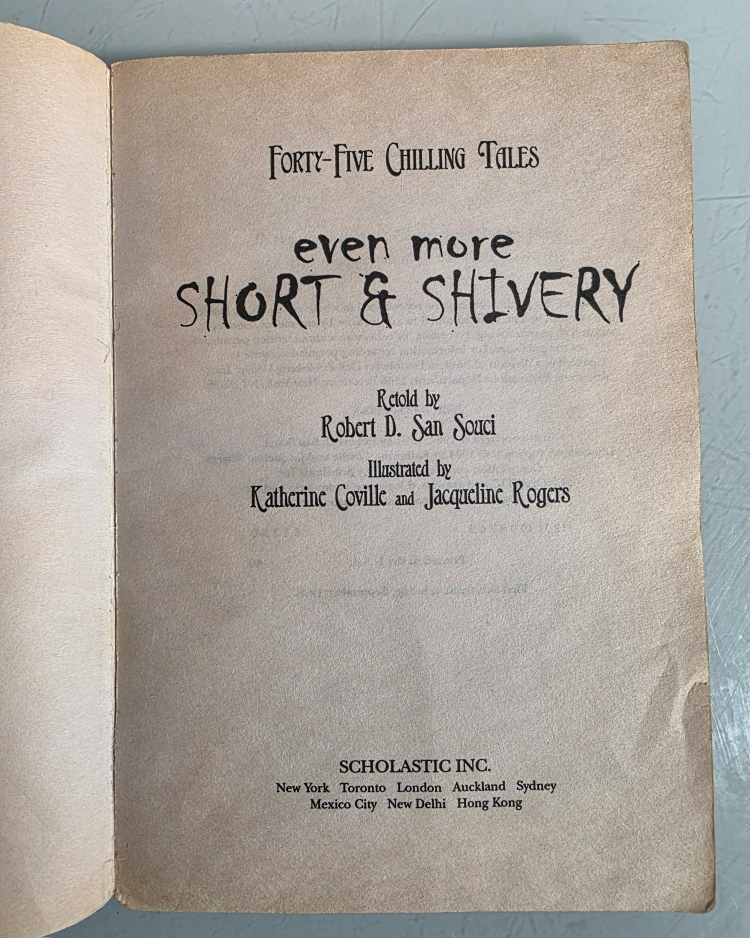 Forty-Five Chilling Tales
even more
SHORT & SHIVERY
Retold by
Robert D. San Souci
Illustrated by
Katherine Coville and Jacqueline Rogers
SCHOLASTIC INC.
New York Toronto London Auckland Sydney
Mexico City New Delhi Hong Kong